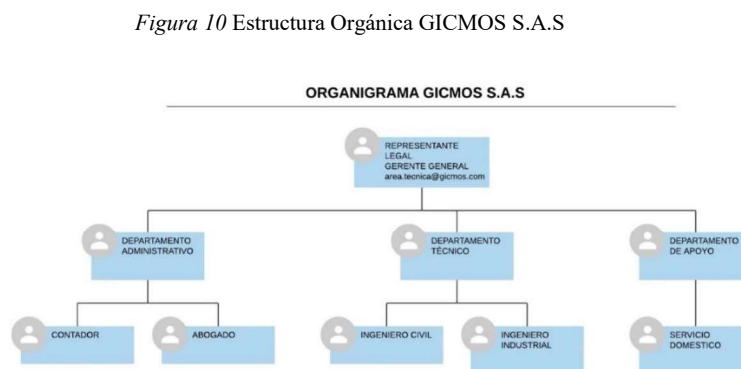 Figura 10 Estructura Orgánica GICMOS S.A.S
ORGANIGRAMA GICMOS S.A.S
REPRESENTANTE
LEGAL
GERENTE GENERAL
area.tecnica@gicmos.com
DEPARTAMENTO
ADMINISTRATIVO
DEPARTAMENTO
TÉCNICO
DEPARTAMENTO
DE APOYO
CONTADOR
ABOGADO
INGENIERO CIVIL
INGENIERO
INDUSTRIAL
SERVICIO
DOMESTICO